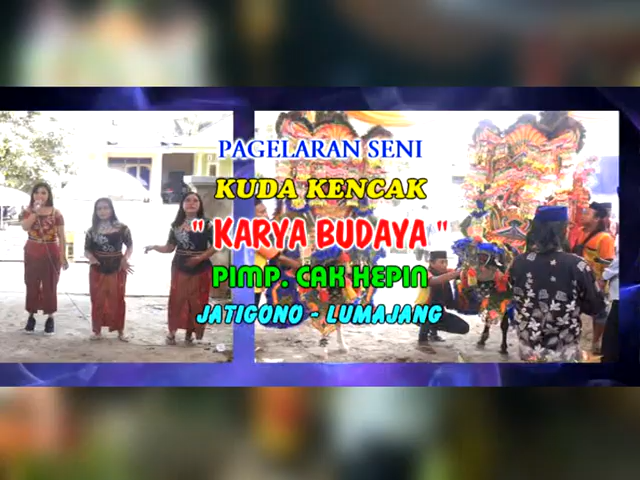 PAGELARAN SENI
KUDA KENCAK
" KARYA BUDAYA "
PIMP. CAK HEPIN
JATIGONO - LUMAJANG